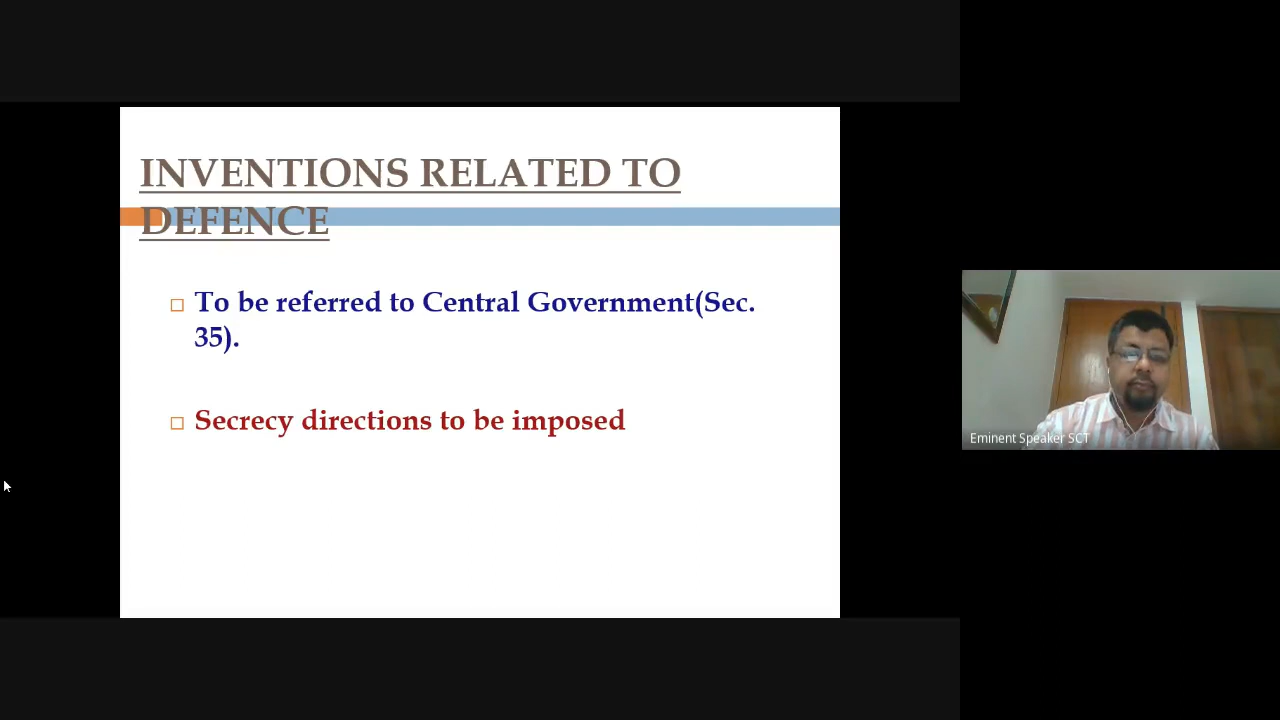 INVENTIONS RELATED TO
DEFENCE
To be referred to Central Government(Sec.
35).
Secrecy directions to be imposed
Eminent Speaker SCT